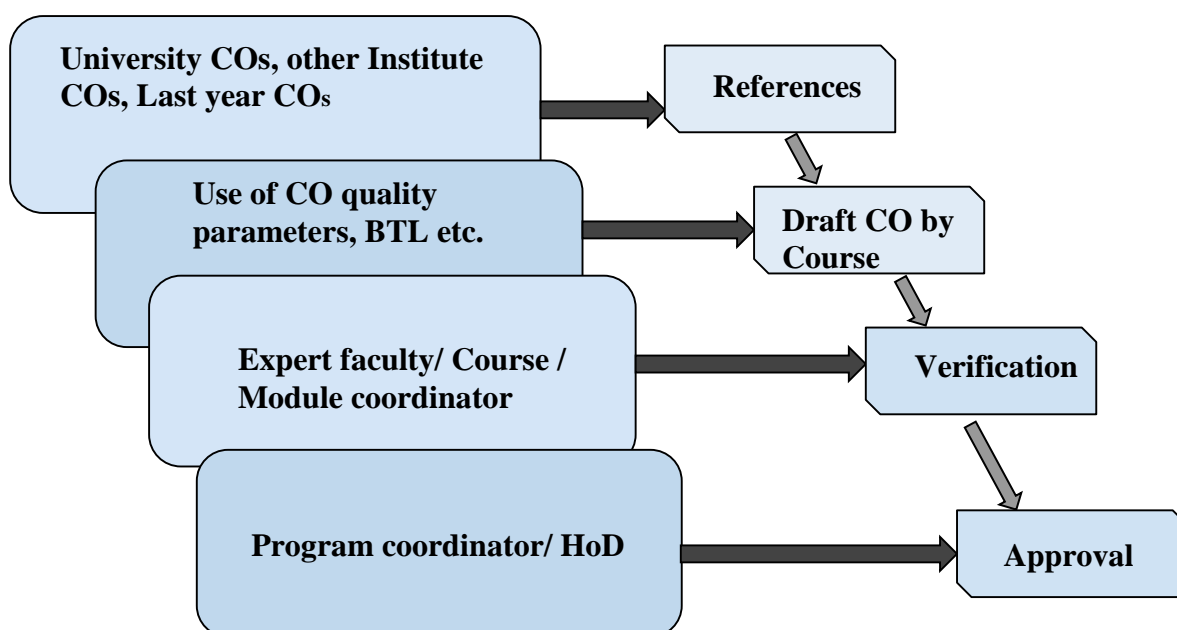 University COs, other Institute
COs, Last year COs
References
Use of CO quality
parameters, BTL etc.
Draft CO by
Course
Expert faculty/ Course /
Module coordinator
Verification
Program coordinator/ HoD
Approval